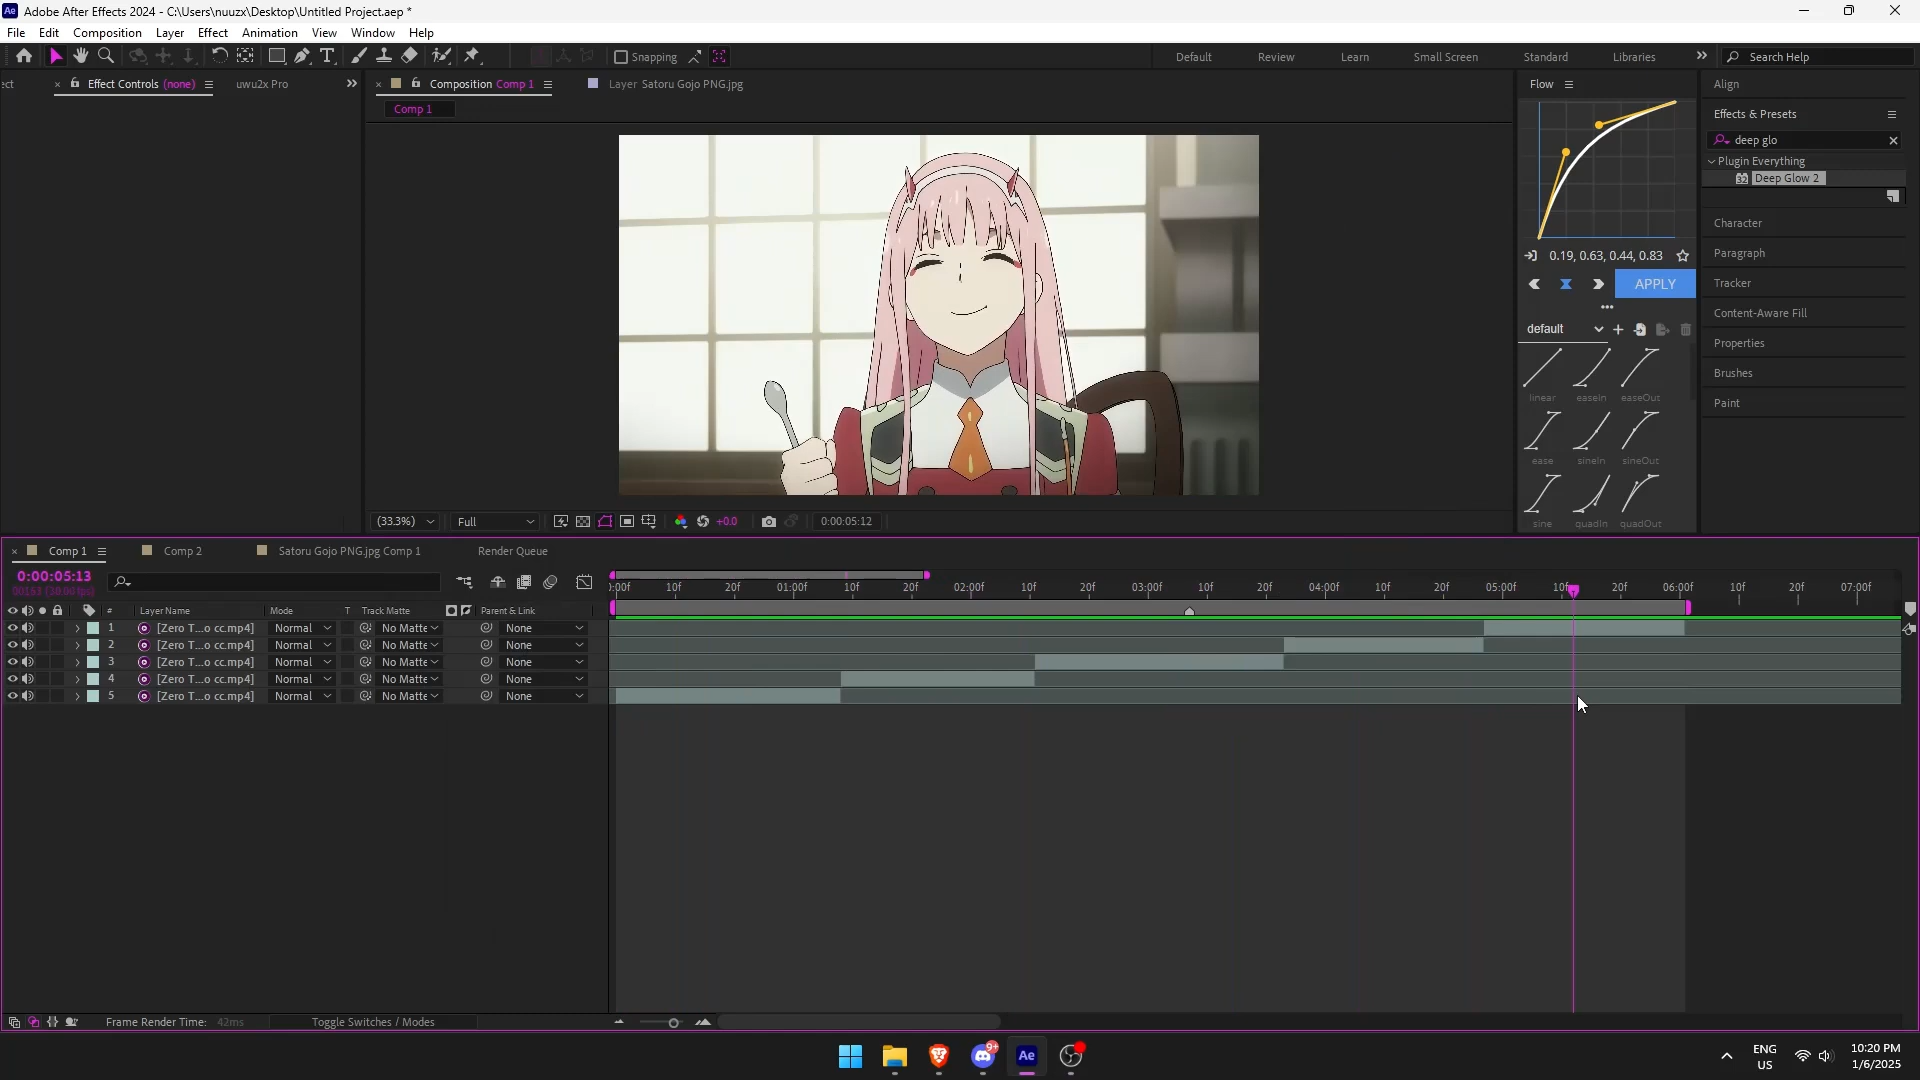 Ae Adobe After Effects 2024 - C:\Users\nuuzx\Desktop\Untitled Project.aep *
File Edit Composition Layer Effect Animation View Window Help
Snapping Default Review Learn Small Screen Standard Libraries Search Help
ect Effect Controls (none) uwu2x Pro Composition Comp 1 Layer Satoru Gojo PNG.jpg
Comp 1
Flow
0.19, 0.63, 0.44, 0.83
APPLY
default
linear easeIn easeOut
ease sineIn sineOut
sine quadIn quadOut
Align
Effects & Presets
deep glo
Plugin Everything
32 Deep Glow 2
Character
Paragraph
Tracker
Content-Aware Fill
Properties
Brushes
Paint
(33.3%) Full +0.0 0:00:05:12
Comp 1 Comp 2 Satoru Gojo PNG.jpg Comp 1 Render Queue
0:00:05:13
00163 (30.00 fps)
):00f 10f 20f 01:00f 10f 20f 02:00f 10f 20f 03:00f 10f 20f 04:00f 10f 20f 05:00f 10f 20f 06:00f 10f 20f 07:00f
# Layer Name Mode T Track Matte Parent & Link
1 [Zero T...o cc.mp4] Normal No Matte None
2 [Zero T...o cc.mp4] Normal No Matte None
3 [Zero T...o cc.mp4] Normal No Matte None
4 [Zero T...o cc.mp4] Normal No Matte None
5 [Zero T...o cc.mp4] Normal No Matte None
Frame Render Time: 42ms Toggle Switches / Modes
9+ Ae
ENG
US
10:20 PM
1/6/2025